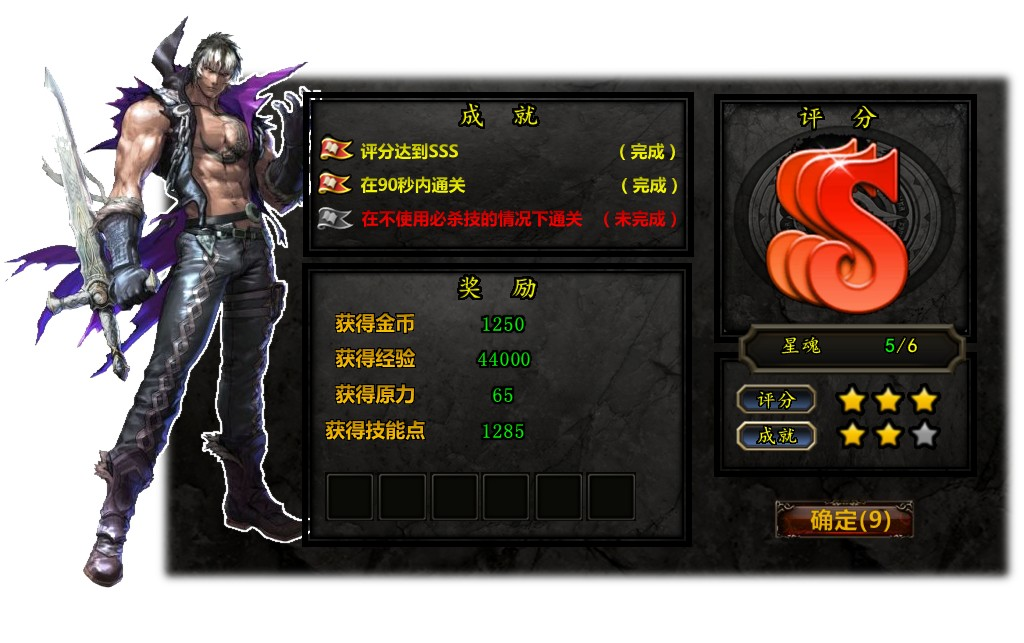 成 就
评分达到SSS （完成）
在90秒内通关 （完成）
在不使用必杀技的情况下通关 （未完成）
奖 励
获得金币 1250
获得经验 44000
获得原力 65
获得技能点 1285
评 分
SSS
星魂 5/6
评分
成就
确定(9)